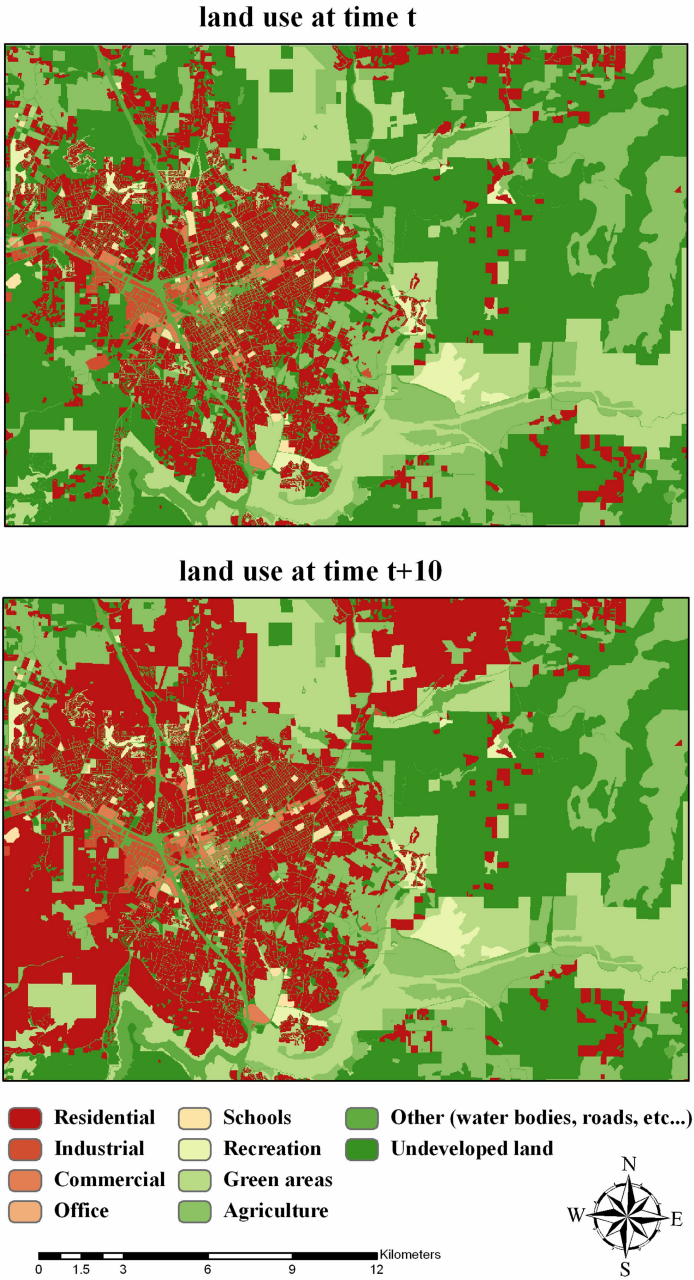 land use at time t
land use at time t+10
Residential
Industrial
Commercial
Office
Schools
Recreation
Green areas
Agriculture
Other (water bodies, roads, etc...)
Undeveloped land
N
W E
S
Kilometers
0 1.5 3 6 9 12